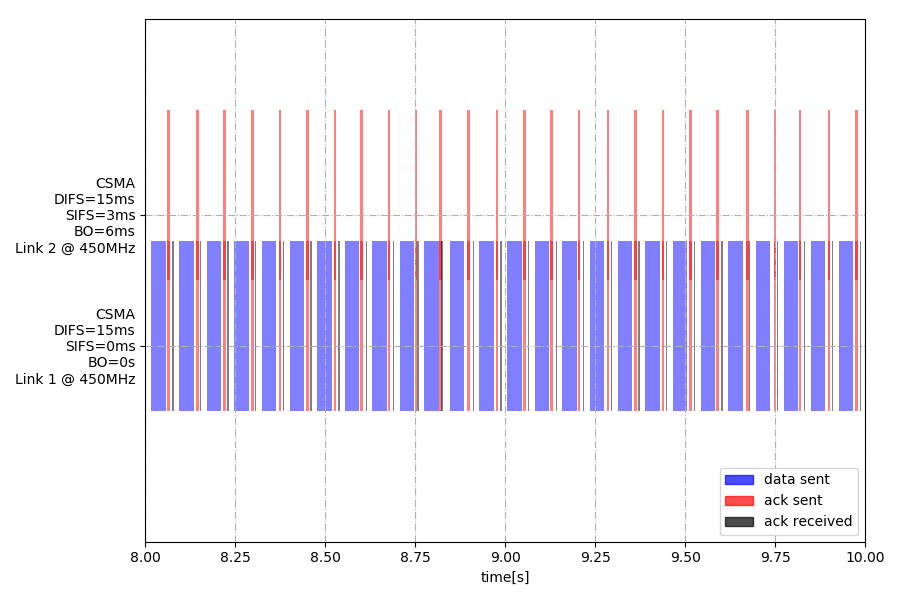 CSMA
DIFS=15ms
SIFS=3ms
BO=6ms
Link 2 @ 450MHz
CSMA
DIFS=15ms
SIFS=0ms
BO=0s
Link 1 @ 450MHz
data sent
ack sent
ack received
8.00 8.25 8.50 8.75 9.00 9.25 9.50 9.75 10.00
time[s]